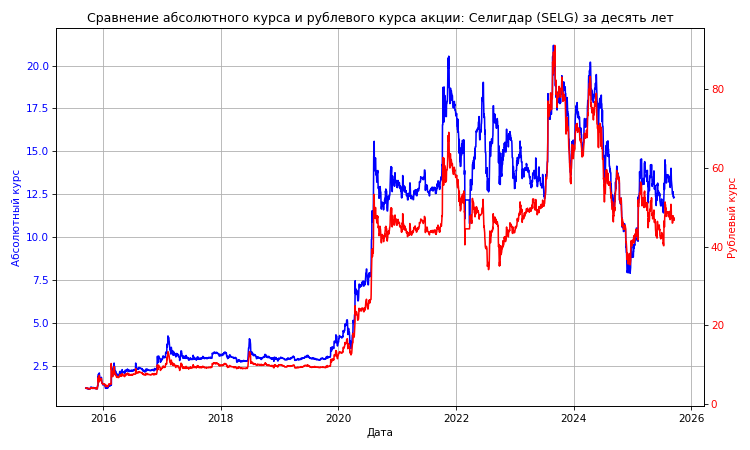 Сравнение абсолютного курса и рублевого курса акции: Селигдар (SELG) за десять лет
20.0
17.5
15.0
12.5
10.0
7.5
5.0
2.5
Абсолютный курс
80
60
40
20
0
Рублевый курс
2016 2018 2020 2022 2024 2026
Дата